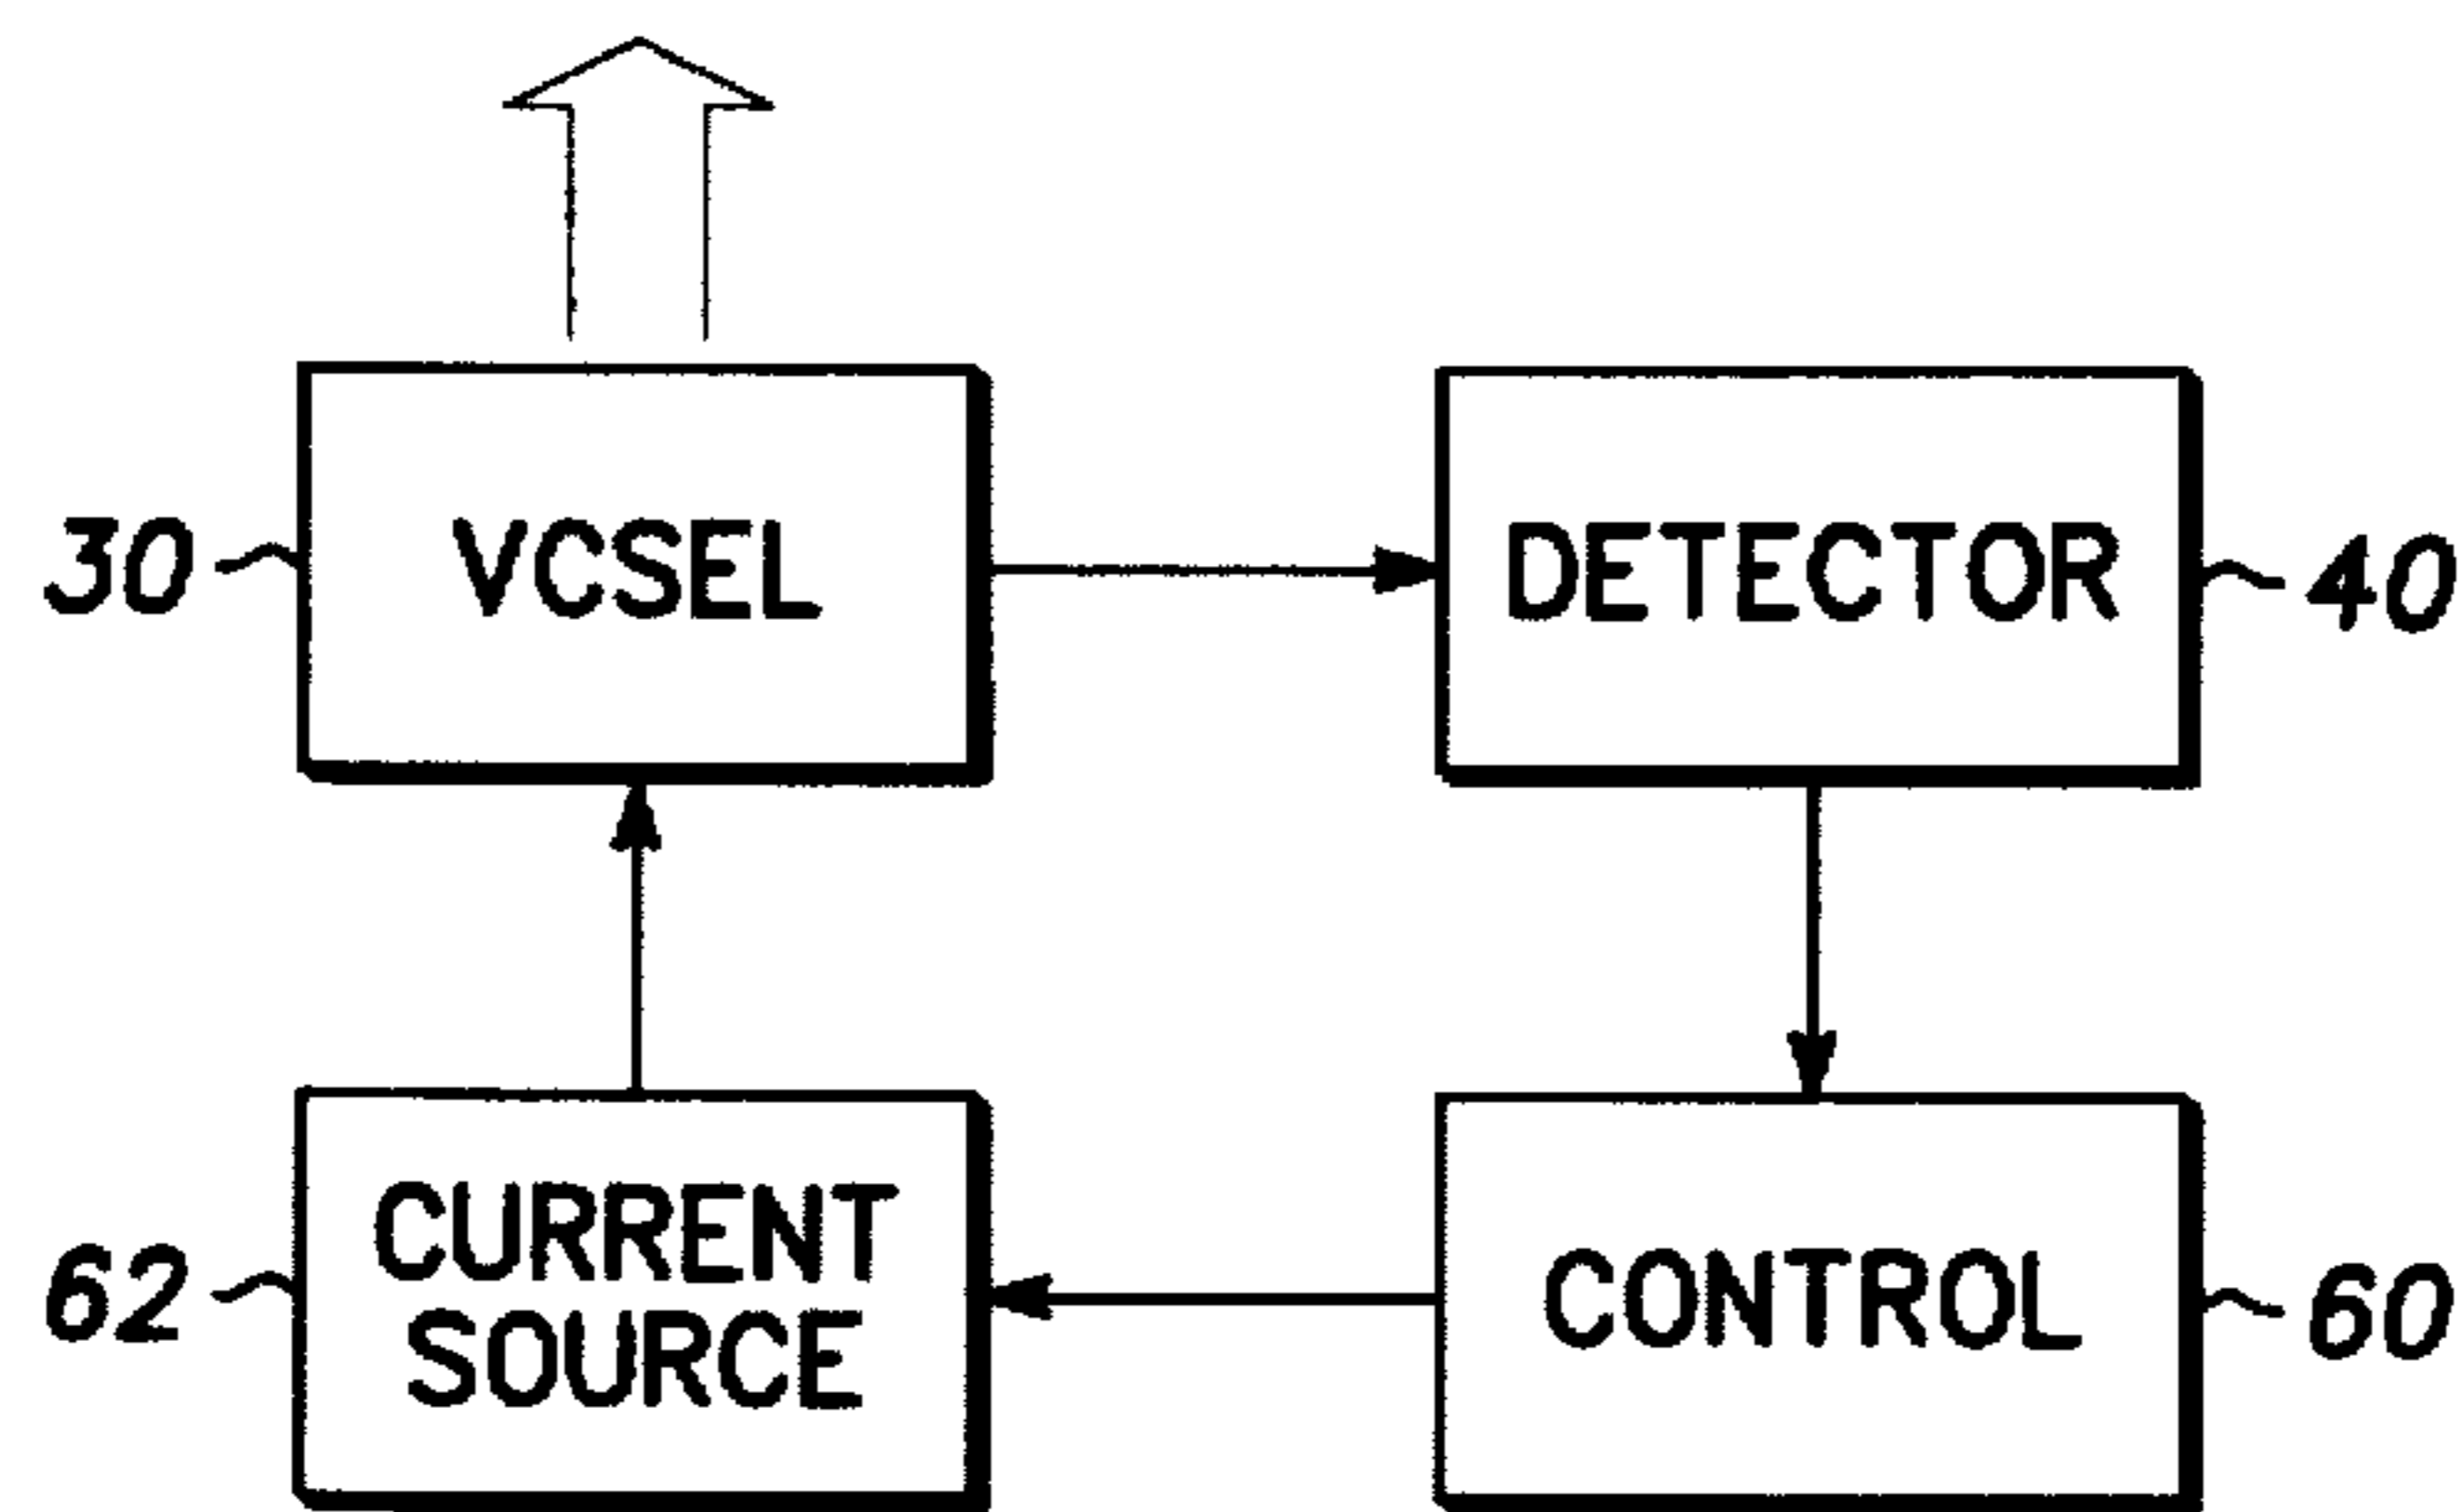 30
VCSEL
DETECTOR
40
62
CURRENT
SOURCE
CONTROL
60